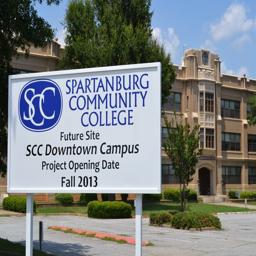 SCC
SPARTANBURG
COMMUNITY
COLLEGE
Future Site
SCC Downtown Campus
Project Opening Date
Fall 2013